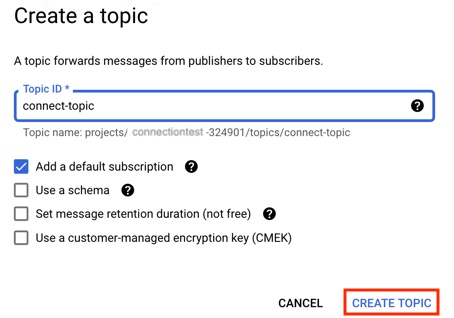 Create a topic
A topic forwards messages from publishers to subscribers.
Topic ID *
connect-topic
Topic name: projects/ connectiontest -324901/topics/connect-topic
Add a default subscription
Use a schema
Set message retention duration (not free)
Use a customer-managed encryption key (CMEK)
CANCEL CREATE TOPIC